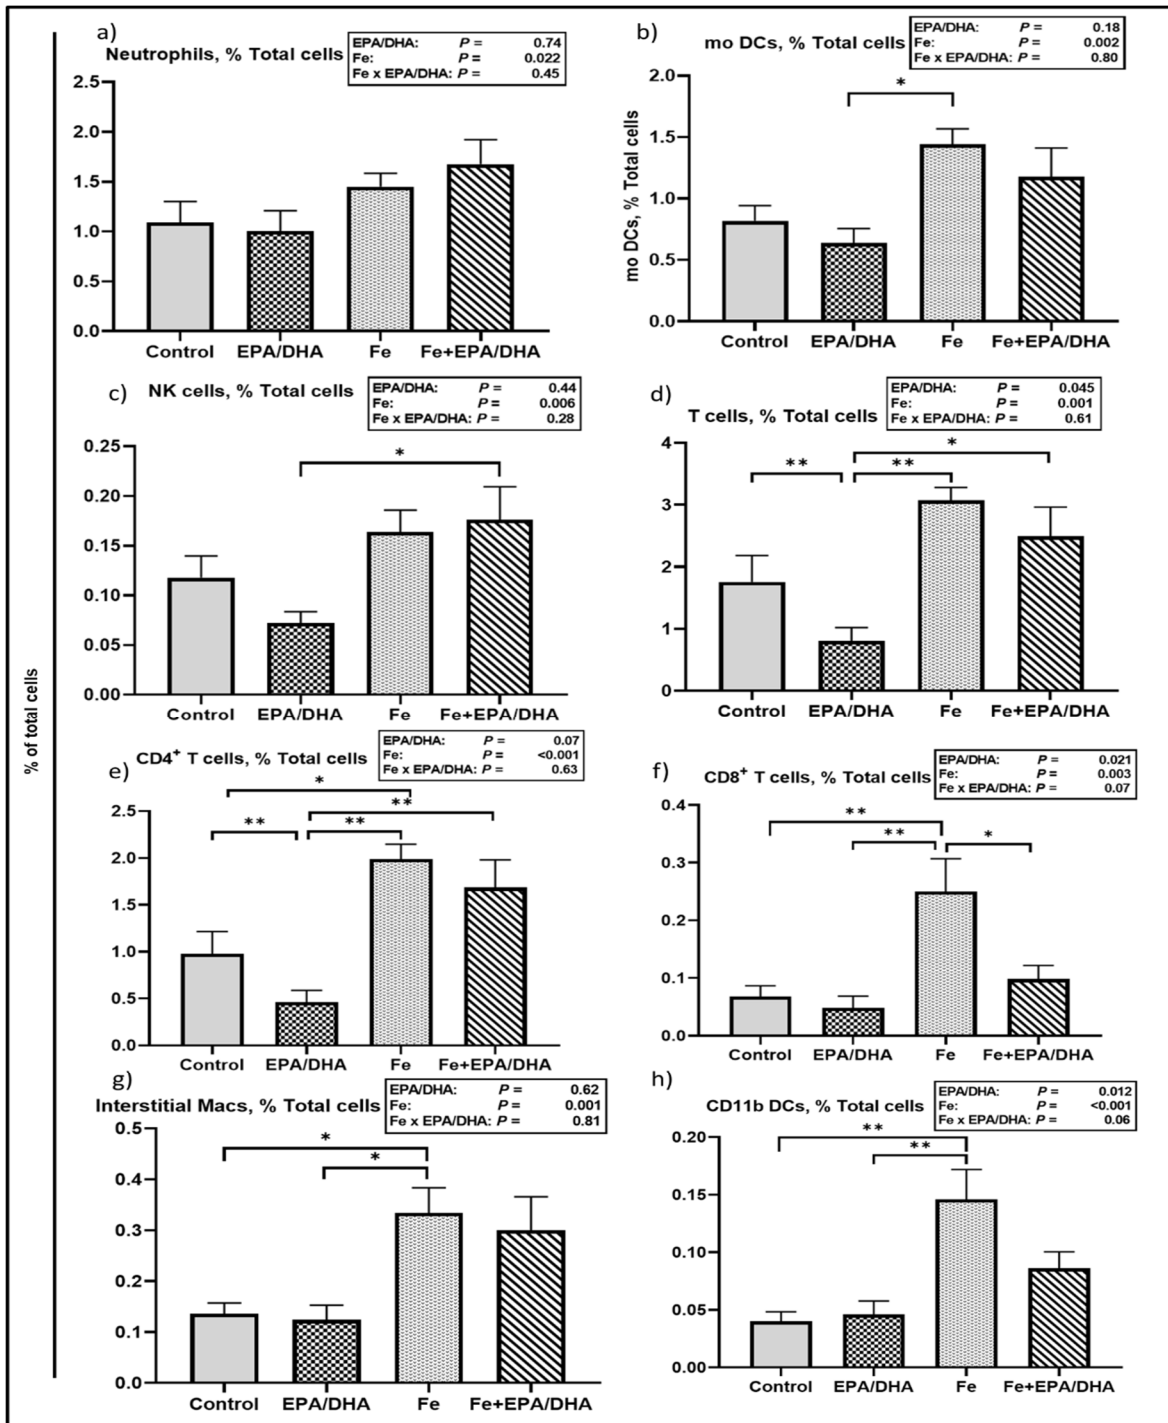 % of total cells
a)
Neutrophils, % Total cells
EPA/DHA: P = 0.74
Fe: P = 0.022
Fe x EPA/DHA: P = 0.45
2.5
2.0
1.5
1.0
0.5
0.0
Control EPA/DHA Fe Fe+EPA/DHA
b)
mo DCs, % Total cells
EPA/DHA: P = 0.18
Fe: P = 0.002
Fe x EPA/DHA: P = 0.80
mo DCs, % Total cells
2.0
1.5
1.0
0.5
0.0
*
Control EPA/DHA Fe Fe+EPA/DHA
c)
NK cells, % Total cells
EPA/DHA: P = 0.44
Fe: P = 0.006
Fe x EPA/DHA: P = 0.28
0.25
0.20
0.15
0.10
0.05
0.00
*
Control EPA/DHA Fe Fe+EPA/DHA
d)
T cells, % Total cells
EPA/DHA: P = 0.045
Fe: P = 0.001
Fe x EPA/DHA: P = 0.61
4
3
2
1
0
*
** **
Control EPA/DHA Fe Fe+EPA/DHA
e)
CD4+ T cells, % Total cells
EPA/DHA: P = 0.07
Fe: P = <0.001
Fe x EPA/DHA: P = 0.63
2.5
2.0
1.5
1.0
0.5
0.0
*
**
** **
Control EPA/DHA Fe Fe+EPA/DHA
f)
CD8+ T cells, % Total cells
EPA/DHA: P = 0.021
Fe: P = 0.003
Fe x EPA/DHA: P = 0.07
0.4
0.3
0.2
0.1
0.0
**
** *
Control EPA/DHA Fe Fe+EPA/DHA
g)
Interstitial Macs, % Total cells
EPA/DHA: P = 0.62
Fe: P = 0.001
Fe x EPA/DHA: P = 0.81
0.5
0.4
0.3
0.2
0.1
0.0
*
*
Control EPA/DHA Fe Fe+EPA/DHA
h)
CD11b DCs, % Total cells
EPA/DHA: P = 0.012
Fe: P = <0.001
Fe x EPA/DHA: P = 0.06
0.20
0.15
0.10
0.05
0.00
**
**
Control EPA/DHA Fe Fe+EPA/DHA